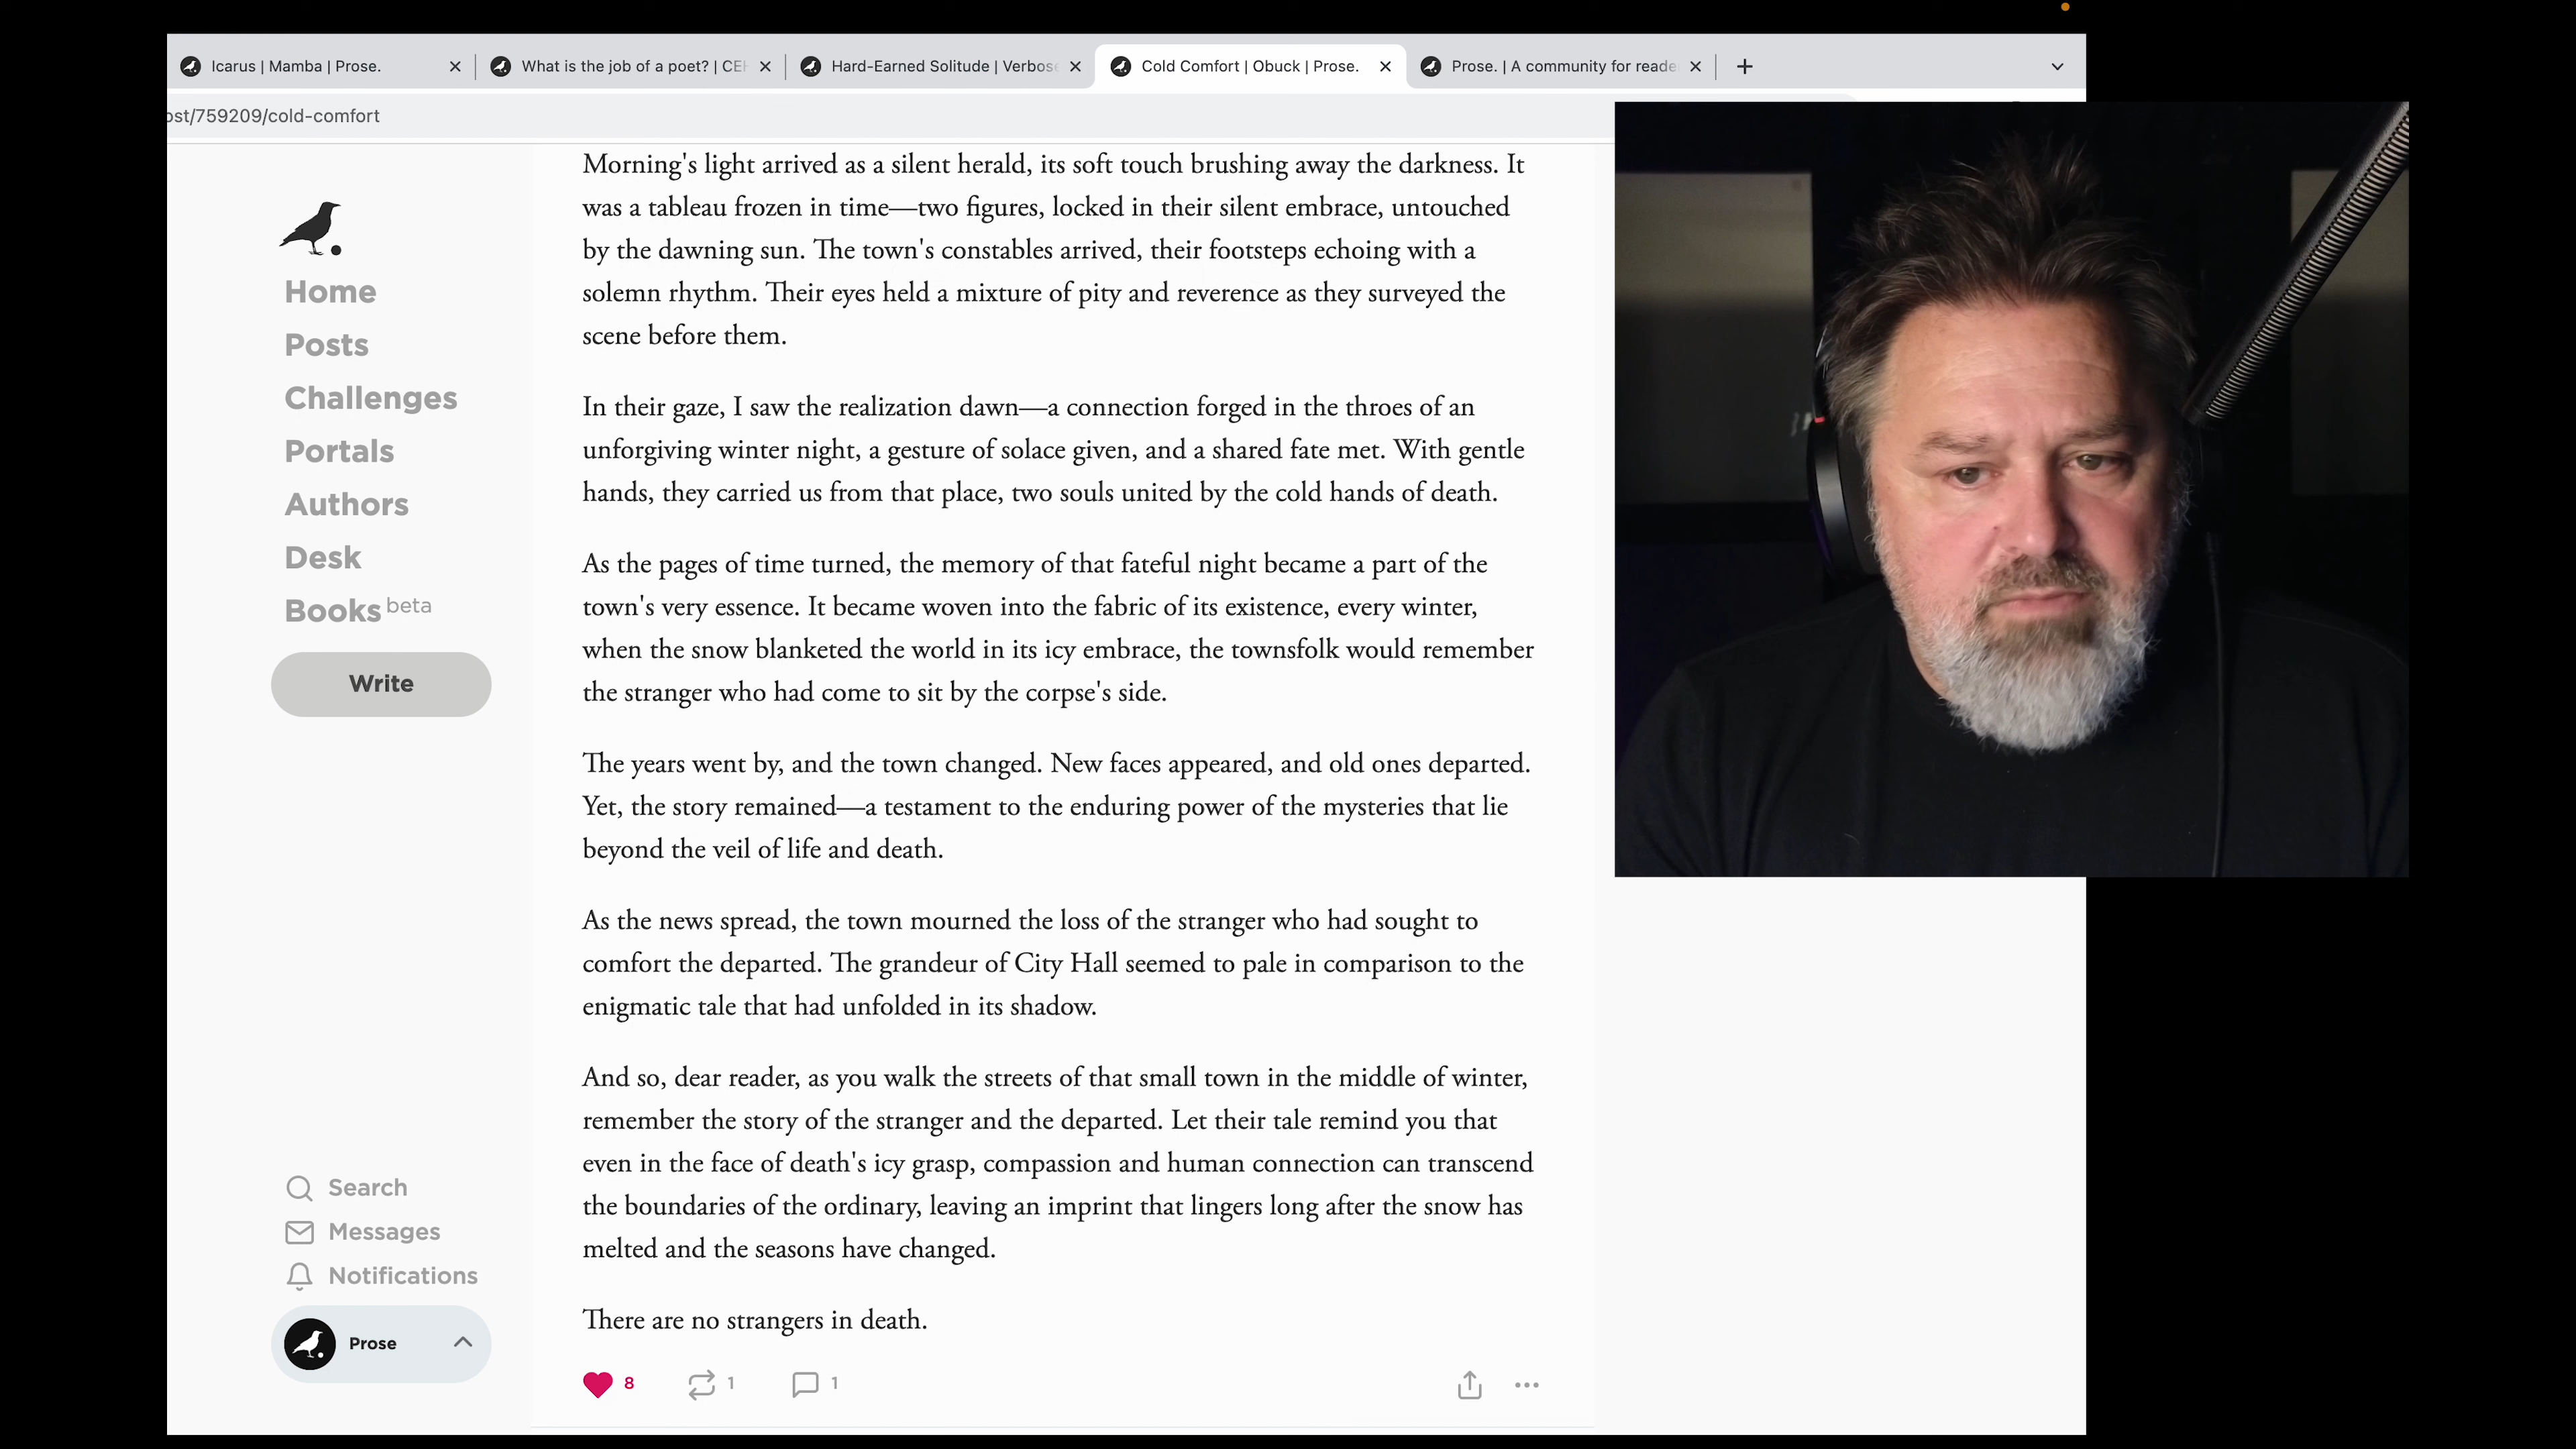 Icarus | Mamba | Prose.
What is the job of a poet? | CE
Hard-Earned Solitude | Verbose
Cold Comfort | Obuck | Prose.
Prose. | A community for reade
ost/759209/cold-comfort
Home
Posts
Challenges
Portals
Authors
Desk
Books beta
Write
Search
Messages
Notifications
Prose
Morning's light arrived as a silent herald, its soft touch brushing away the darkness. It
was a tableau frozen in time—two figures, locked in their silent embrace, untouched
by the dawning sun. The town's constables arrived, their footsteps echoing with a
solemn rhythm. Their eyes held a mixture of pity and reverence as they surveyed the
scene before them.
In their gaze, I saw the realization dawn—a connection forged in the throes of an
unforgiving winter night, a gesture of solace given, and a shared fate met. With gentle
hands, they carried us from that place, two souls united by the cold hands of death.
As the pages of time turned, the memory of that fateful night became a part of the
town's very essence. It became woven into the fabric of its existence, every winter,
when the snow blanketed the world in its icy embrace, the townsfolk would remember
the stranger who had come to sit by the corpse's side.
The years went by, and the town changed. New faces appeared, and old ones departed.
Yet, the story remained—a testament to the enduring power of the mysteries that lie
beyond the veil of life and death.
As the news spread, the town mourned the loss of the stranger who had sought to
comfort the departed. The grandeur of City Hall seemed to pale in comparison to the
enigmatic tale that had unfolded in its shadow.
And so, dear reader, as you walk the streets of that small town in the middle of winter,
remember the story of the stranger and the departed. Let their tale remind you that
even in the face of death's icy grasp, compassion and human connection can transcend
the boundaries of the ordinary, leaving an imprint that lingers long after the snow has
melted and the seasons have changed.
There are no strangers in death.
8 1 1